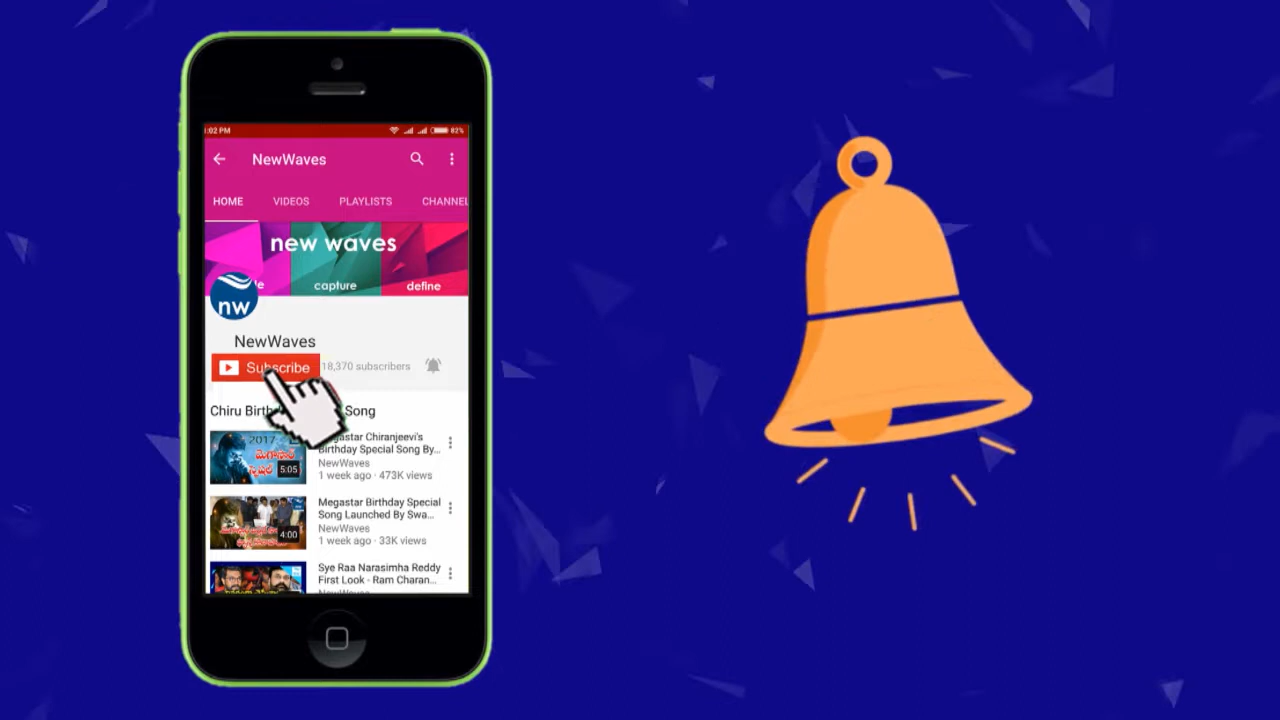 :02 PM 82%
NewWaves
HOME VIDEOS PLAYLISTS CHANNEL
new waves
capture define
nw
NewWaves
Subscribe 18,370 subscribers
Chiru Song
Megastar Chiranjeevi's
Birthday Special Song By...
NewWaves
1 week ago · 473K views
2017
మెగాస్టార్
స్పెషల్
5:05
Megastar Birthday Special
Song Launched By Swa...
NewWaves
1 week ago · 33K views
4:00
Sye Raa Narasimha Reddy
First Look - Ram Charan...
NewWaves